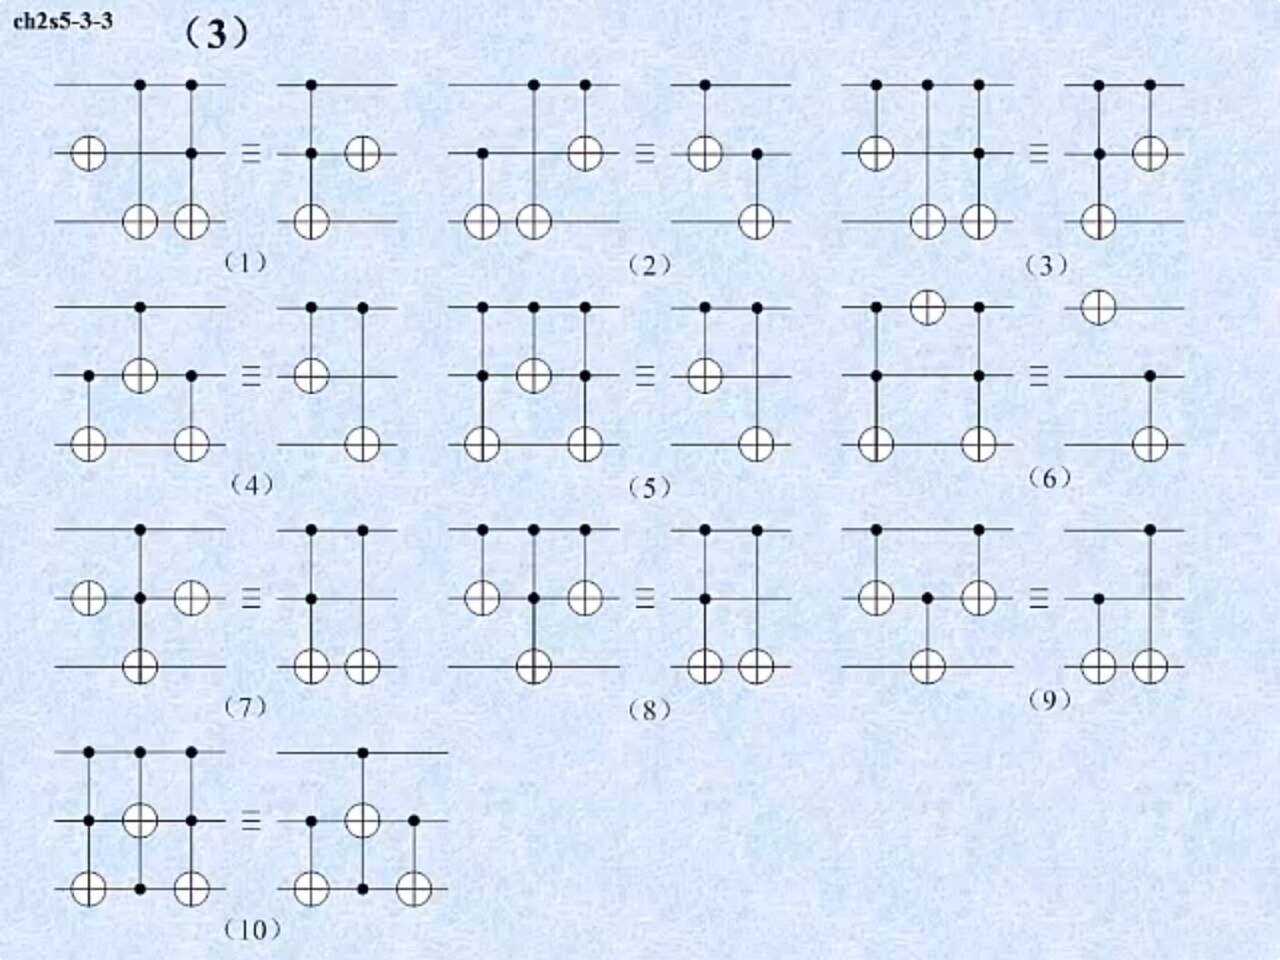 ch2s5-3-3
（3）
≡ ≡ ≡
（1） （2） （3）
≡ ≡ ≡
（4） （5） （6）
≡ ≡ ≡
（7） （8） （9）
≡
（10）